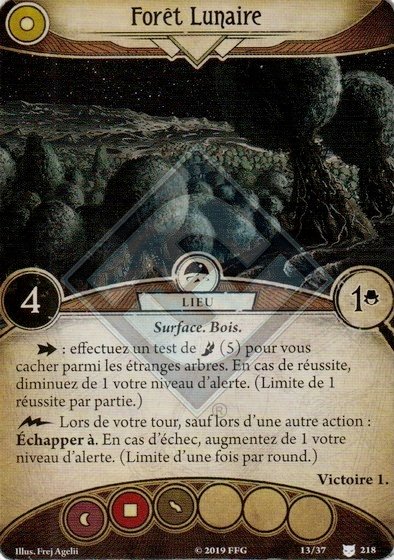 Forêt Lunaire
4
LIEU
1
Surface. Bois.
: effectuez un test de (5) pour vous
cacher parmi les étranges arbres. En cas de réussite,
diminuez de 1 votre niveau d'alerte. (Limite de 1
réussite par partie.)
Lors de votre tour, sauf lors d'une autre action :
Échapper à. En cas d'échec, augmentez de 1 votre
niveau d'alerte. (Limite d'une fois par round.)
Victoire 1.
Illus. Frej Agelii
© 2019 FFG
13/37
218
®